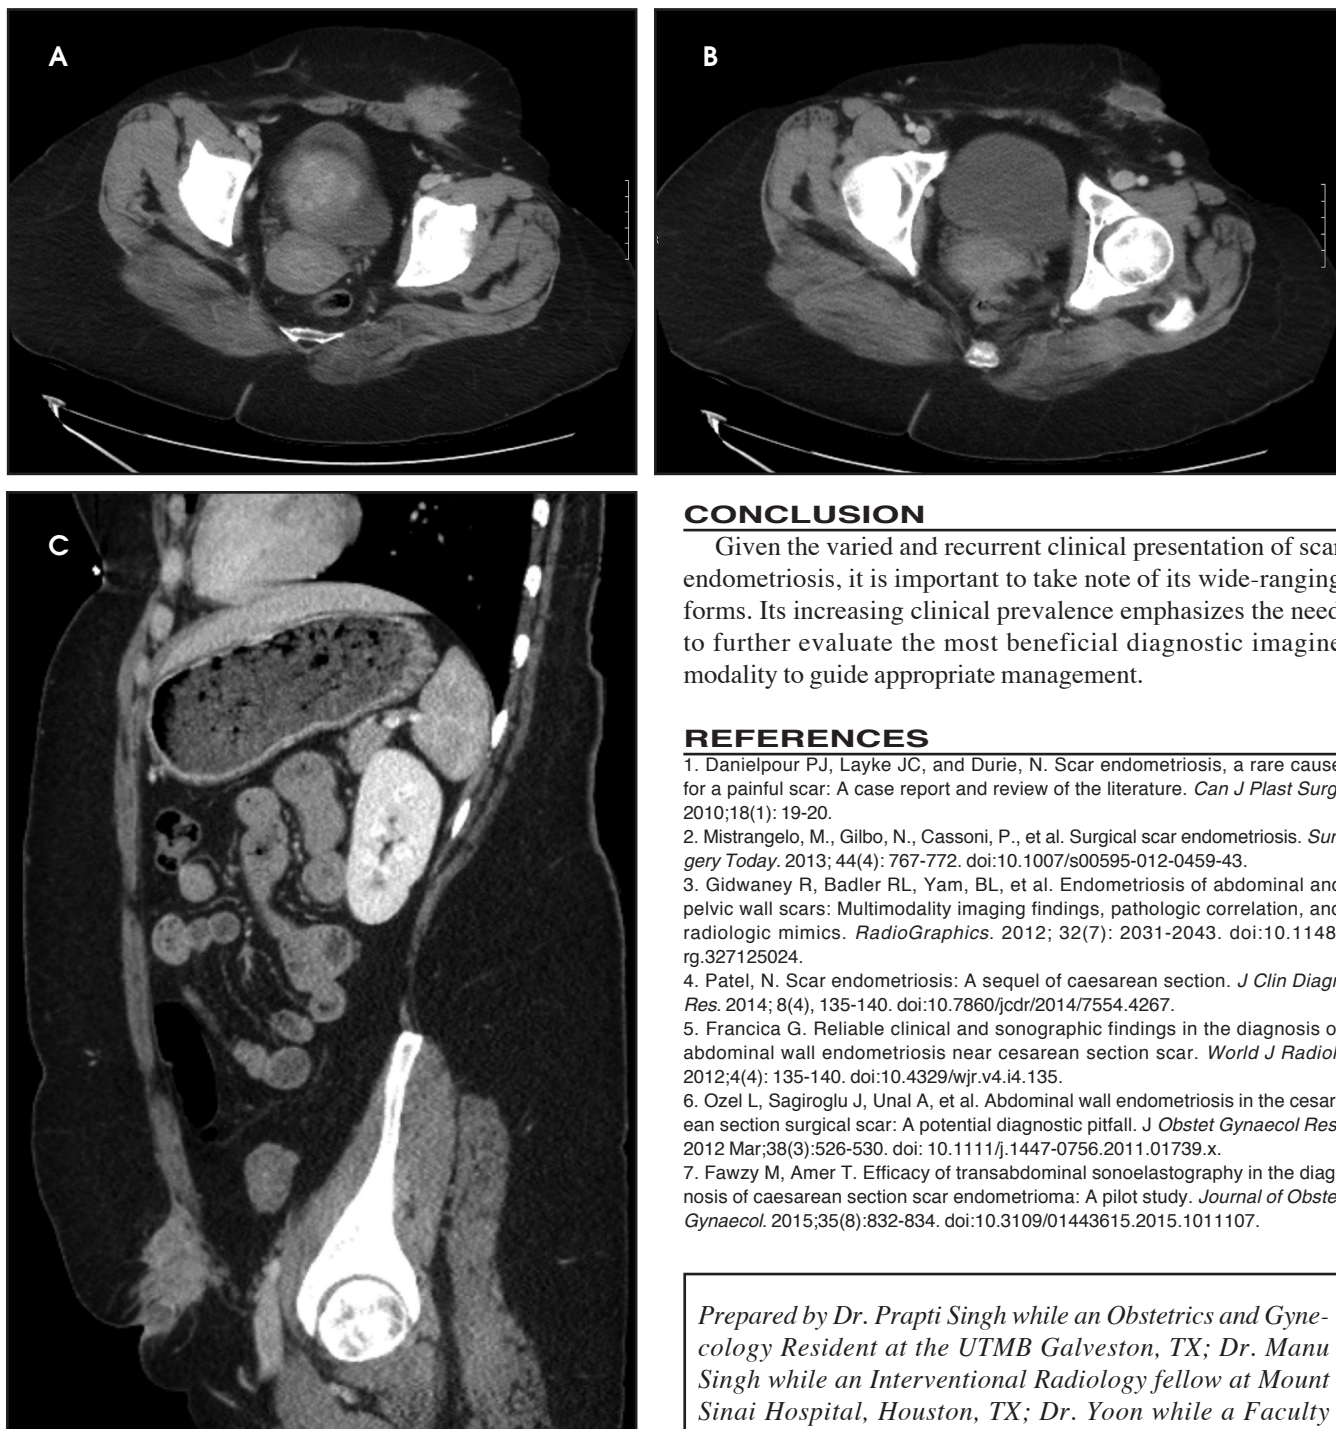 A
B
C
CONCLUSION
Given the varied and recurrent clinical presentation of scar
endometriosis, it is important to take note of its wide-ranging
forms. Its increasing clinical prevalence emphasizes the need
to further evaluate the most beneficial diagnostic imagine
modality to guide appropriate management.
REFERENCES
1. Danielpour PJ, Layke JC, and Durie, N. Scar endometriosis, a rare cause
for a painful scar: A case report and review of the literature. Can J Plast Surg
2010;18(1): 19-20.
2. Mistrangelo, M., Gilbo, N., Cassoni, P., et al. Surgical scar endometriosis. Sur
gery Today. 2013; 44(4): 767-772. doi:10.1007/s00595-012-0459-43.
3. Gidwaney R, Badler RL, Yam, BL, et al. Endometriosis of abdominal and
pelvic wall scars: Multimodality imaging findings, pathologic correlation, and
radiologic mimics. RadioGraphics. 2012; 32(7): 2031-2043. doi:10.1148
rg.327125024.
4. Patel, N. Scar endometriosis: A sequel of caesarean section. J Clin Diagn
Res. 2014; 8(4), 135-140. doi:10.7860/jcdr/2014/7554.4267.
5. Francica G. Reliable clinical and sonographic findings in the diagnosis o
abdominal wall endometriosis near cesarean section scar. World J Radiol
2012;4(4): 135-140. doi:10.4329/wjr.v4.i4.135.
6. Ozel L, Sagiroglu J, Unal A, et al. Abdominal wall endometriosis in the cesar
ean section surgical scar: A potential diagnostic pitfall. J Obstet Gynaecol Res
2012 Mar;38(3):526-530. doi: 10.1111/j.1447-0756.2011.01739.x.
7. Fawzy M, Amer T. Efficacy of transabdominal sonoelastography in the diag
nosis of caesarean section scar endometrioma: A pilot study. Journal of Obste
Gynaecol. 2015;35(8):832-834. doi:10.3109/01443615.2015.1011107.
Prepared by Dr. Prapti Singh while an Obstetrics and Gyne-
cology Resident at the UTMB Galveston, TX; Dr. Manu
Singh while an Interventional Radiology fellow at Mount
Sinai Hospital, Houston, TX; Dr. Yoon while a Faculty